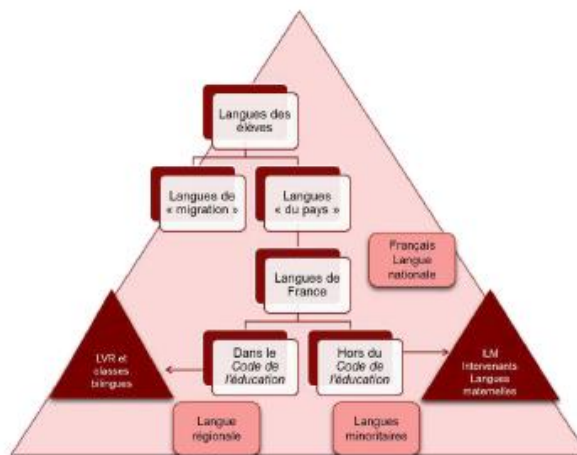 Langues des
élèves
Langues de
« migration »
Langues
« du pays »
Français
Langue
nationale
Langues de
France
LVR et
classes
bilingues
Dans le
Code de
l'éducation
Hors du
Code de
l'éducation
ILM
Intervenants
Langues
maternelles
Langue
régionale
Langues
minoritaires